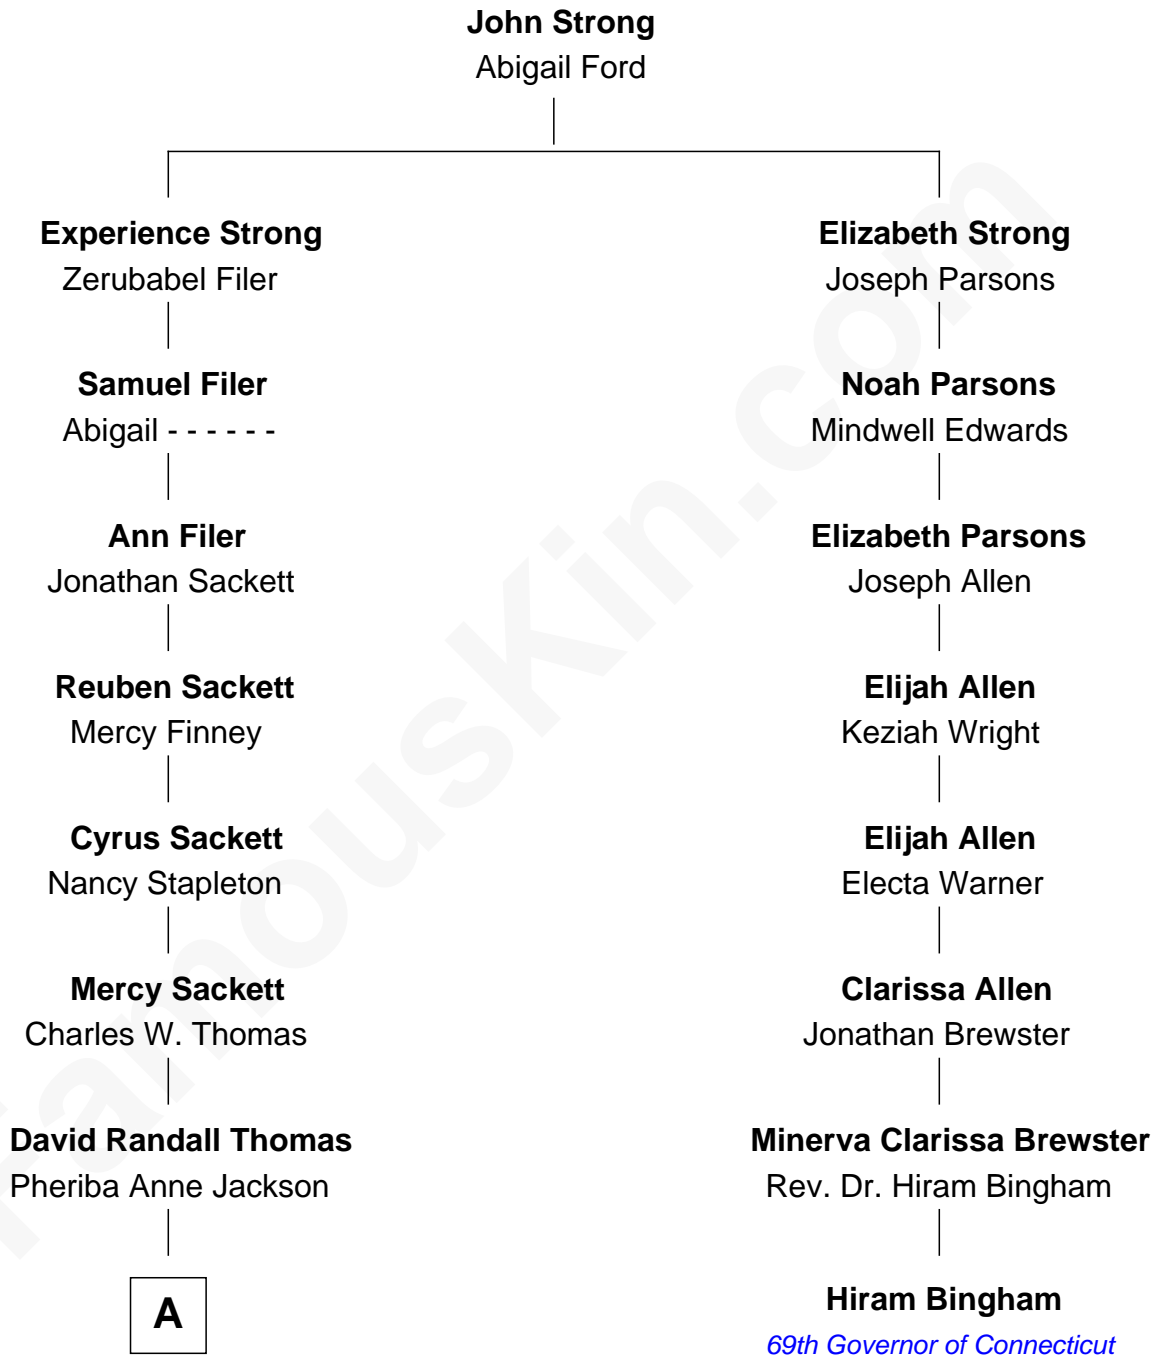 John Strong
Abigail Ford
Experience Strong
Zerubabel Filer
Elizabeth Strong
Joseph Parsons
Samuel Filer
Abigail - - - - - -
Noah Parsons
Mindwell Edwards
Ann Filer
Jonathan Sackett
Elizabeth Parsons
Joseph Allen
Reuben Sackett
Mercy Finney
Elijah Allen
Keziah Wright
Cyrus Sackett
Nancy Stapleton
Elijah Allen
Electa Warner
Mercy Sackett
Charles W. Thomas
Clarissa Allen
Jonathan Brewster
David Randall Thomas
Pheriba Anne Jackson
Minerva Clarissa Brewster
Rev. Dr. Hiram Bingham
A
Hiram Bingham
69th Governor of Connecticut
FamousKin.com